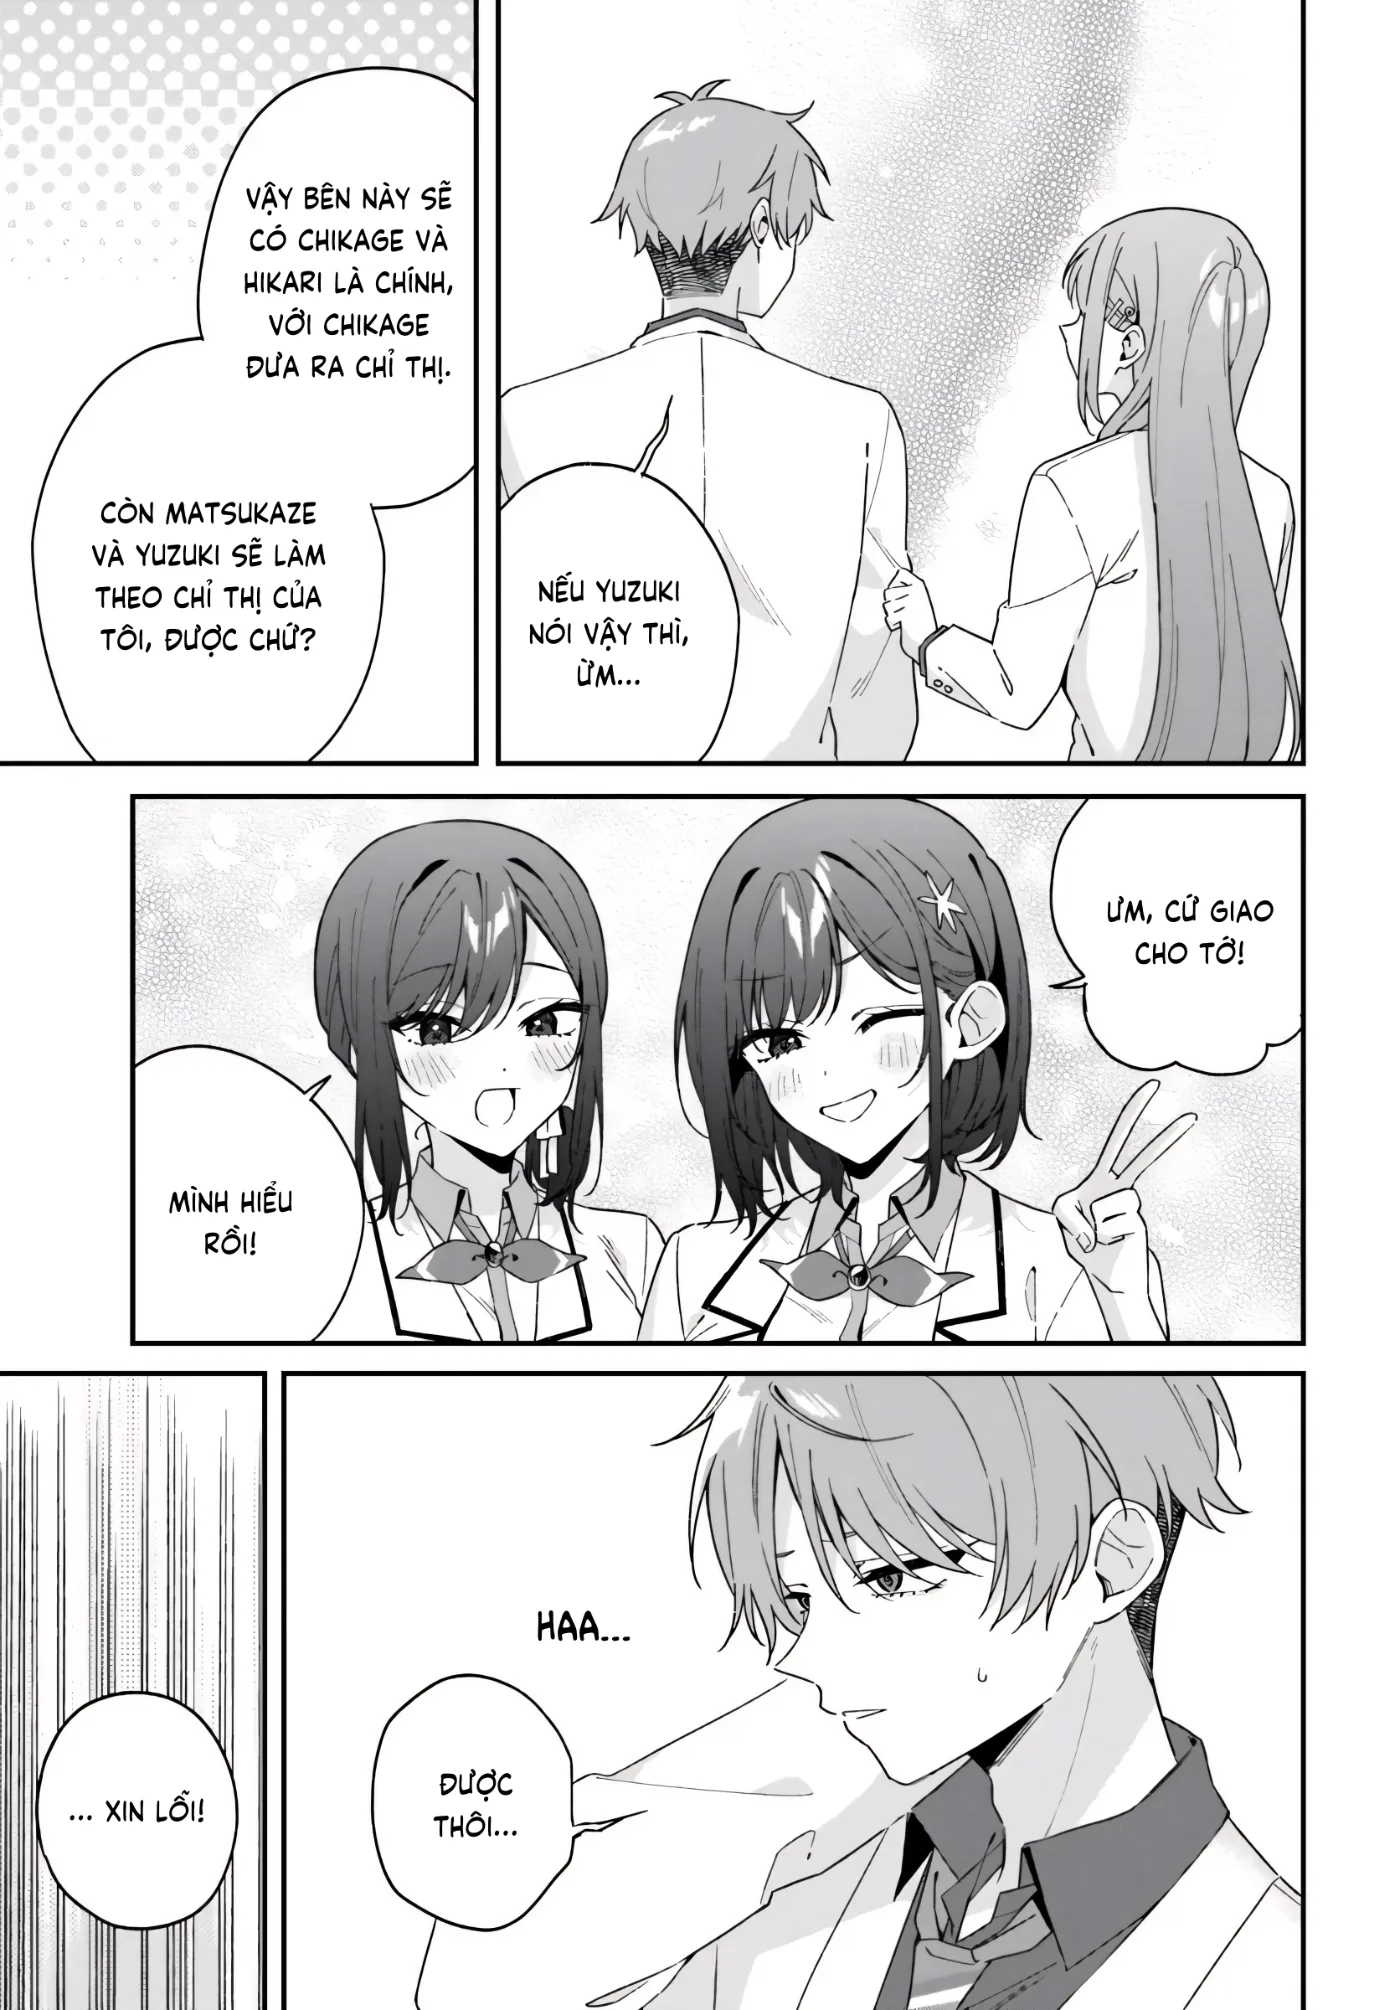 NẾU YUZUKI
NÓI VẬY THÌ,
ỪM...
VẬY BÊN NÀY SẼ
CÓ CHIKAGE VÀ
HIKARI LÀ CHÍNH,
VỚI CHIKAGE
ĐƯA RA CHỈ THỊ.
CÒN MATSUKAZE
VÀ YUZUKI SẼ LÀM
THEO CHỈ THỊ CỦA
TÔI, ĐƯỢC CHỨ?
ƯM, CỨ GIAO
CHO TỚ!
MÌNH HIỂU
RỒI!
HAA...
ĐƯỢC
THÔI...
... XIN LỖI!